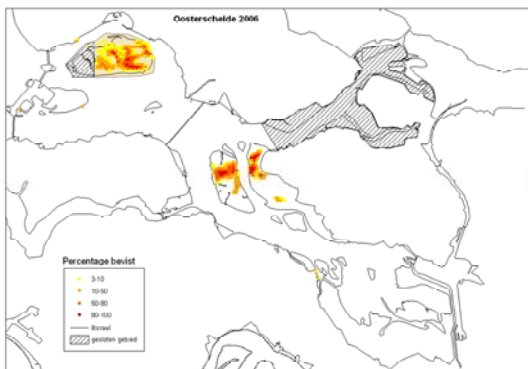 Oosterschelde 2006
Percentage bevist
3-10
10-50
50-80
80-100
litoraal
gesloten gebied